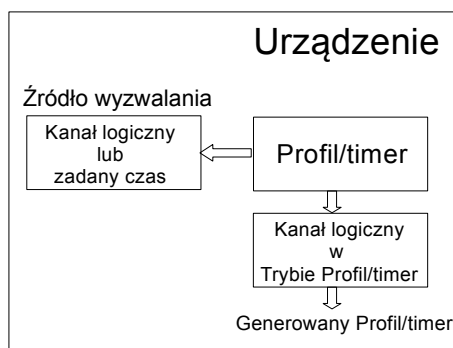 Urządzenie
Źródło wyzwalania
Kanał logiczny
lub
zadany czas
Profil/timer
Kanał logiczny
w
Trybie Profil/timer
Generowany Profil/timer